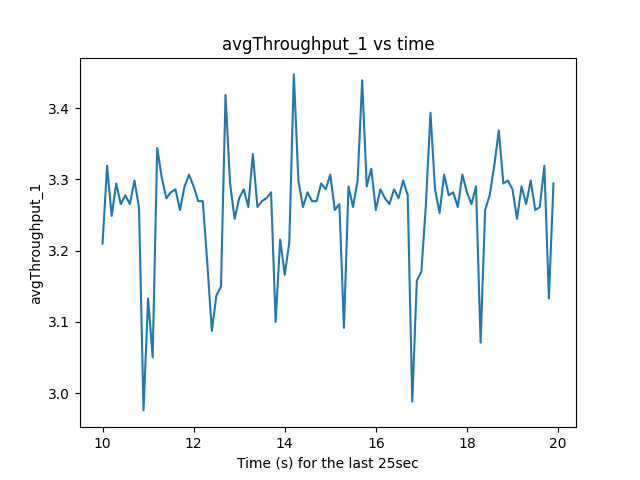 avgThroughput_1 vs time
avgThroughput_1
3.4
3.3
3.2
3.1
3.0
10 12 14 16 18 20
Time (s) for the last 25sec